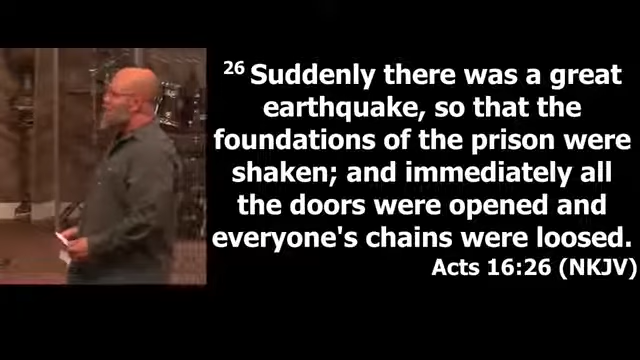 26 Suddenly there was a great
earthquake, so that the
foundations of the prison were
shaken; and immediately all
the doors were opened and
everyone's chains were loosed.
Acts 16:26 (NKJV)